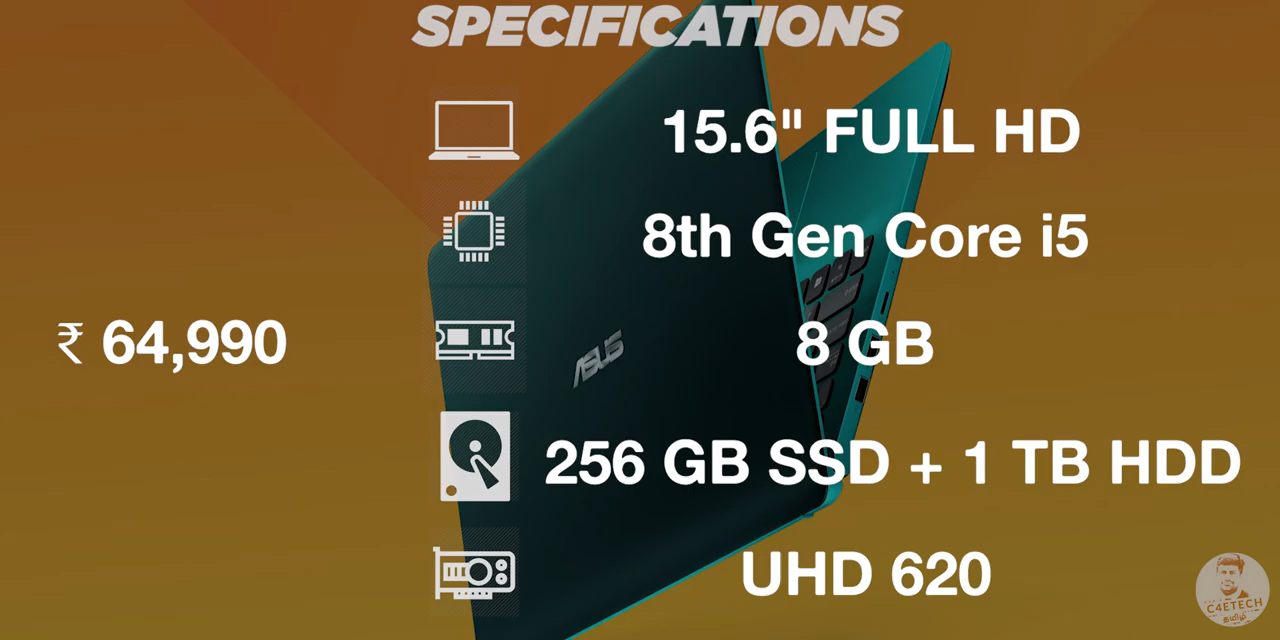 SPECIFICATIONS
15.6" FULL HD
8th Gen Core i5
₹ 64,990
8 GB
ASUS
256 GB SSD + 1 TB HDD
UHD 620
C4ETECH
தமிழ்